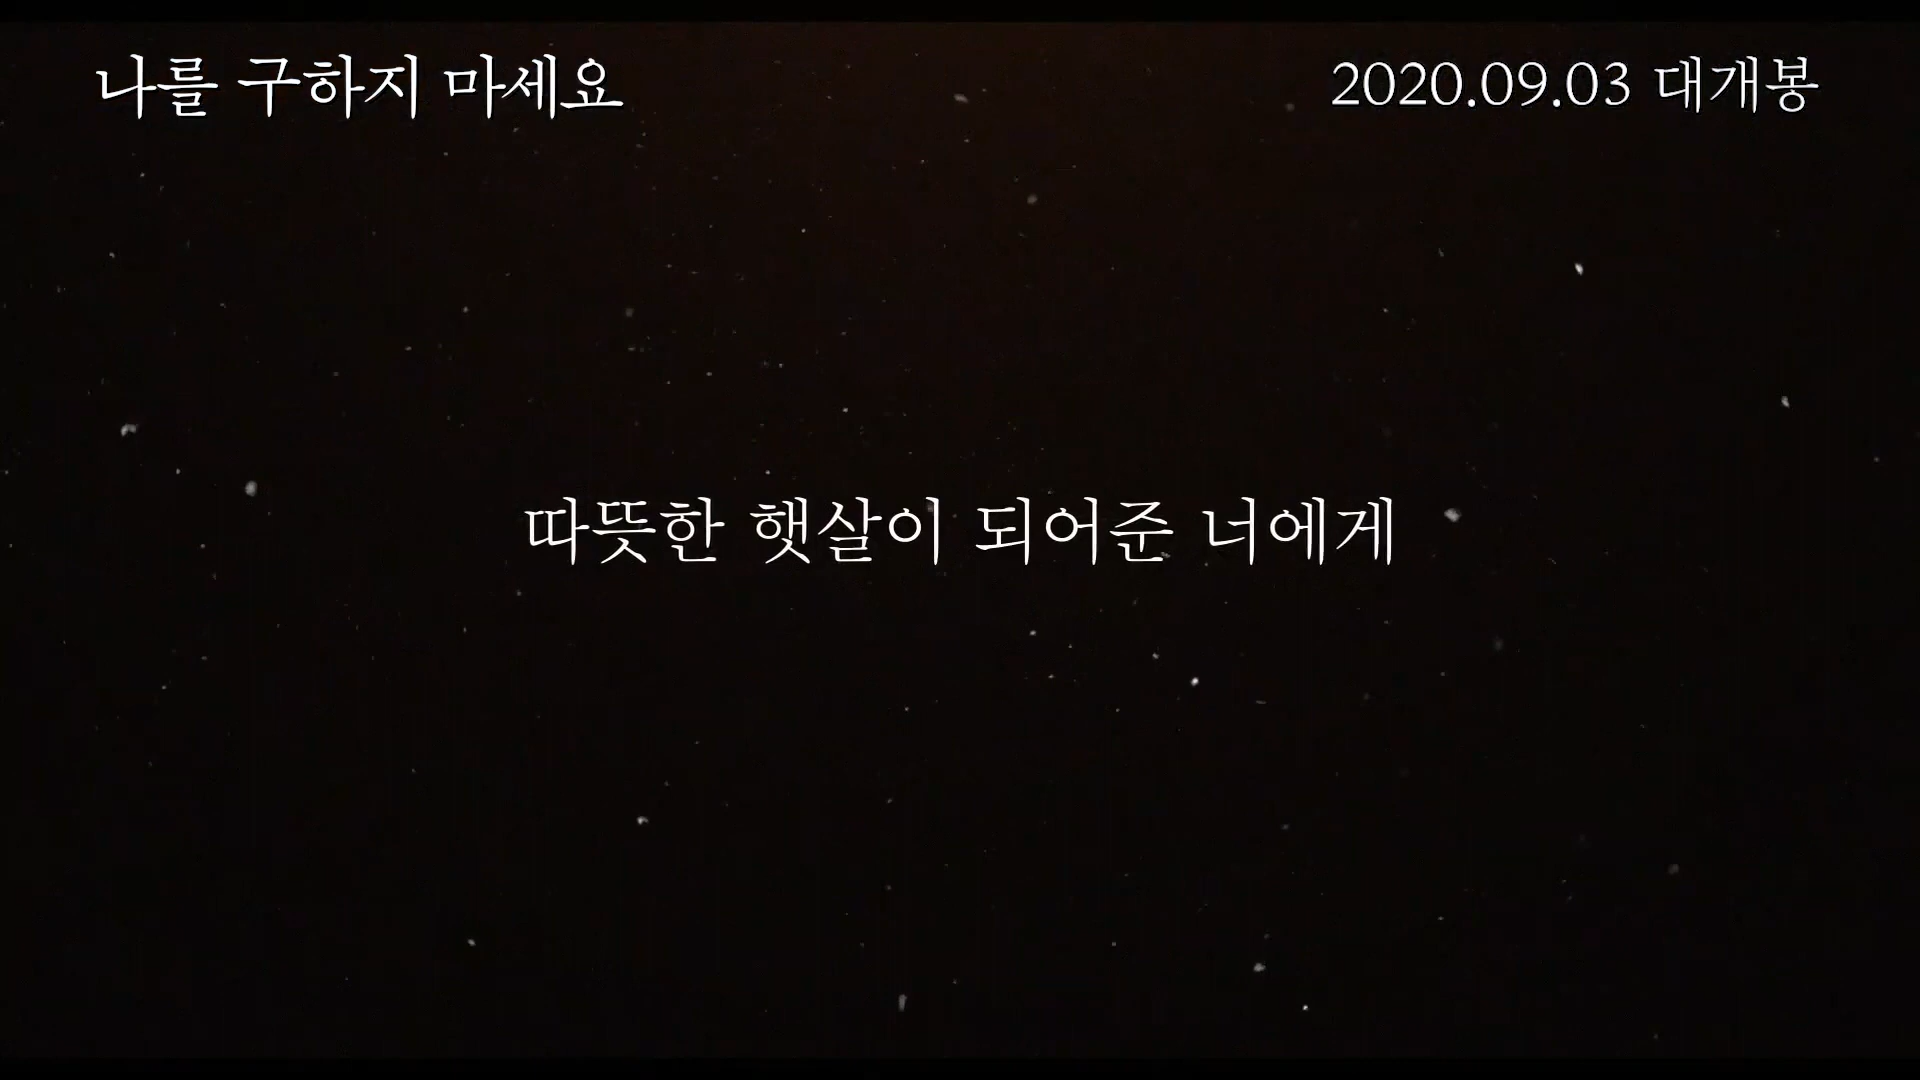 나를 구하지 마세요
2020.09.03 대개봉
따뜻한 햇살이 되어준 너에게